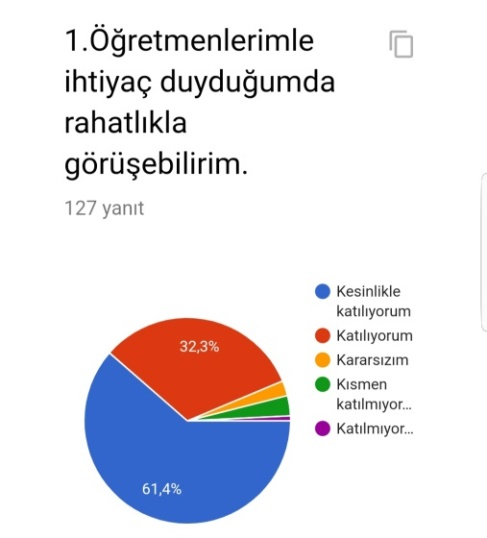 1.Öğretmenlerimle
ihtiyaç duyduğumda
rahatlıkla
görüşebilirim.
127 yanıt
Kesinlikle
katılıyorum
Katılıyorum
Kararsızım
Kısmen
katılmıyor...
Katılmıyor...
32,3%
61,4%